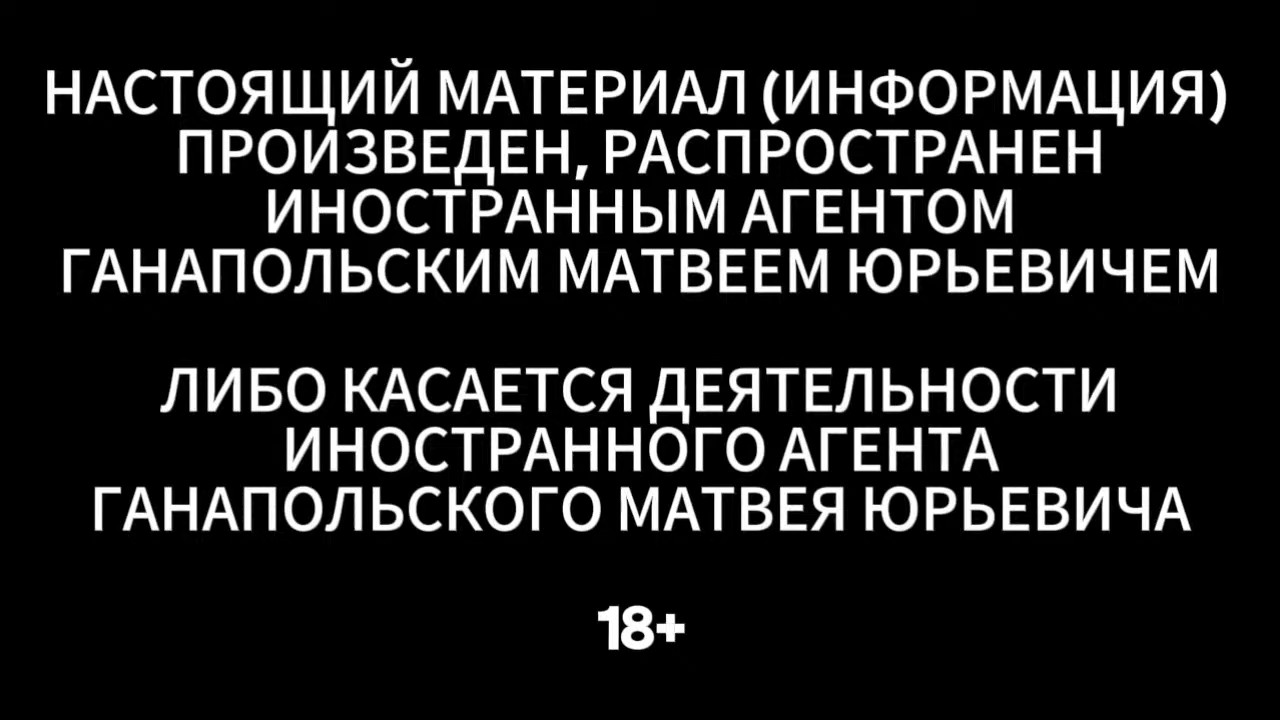 НАСТОЯЩИЙ МАТЕРИАЛ (ИНФОРМАЦИЯ)
ПРОИЗВЕДЕН, РАСПРОСТРАНЕН
ИНОСТРАННЫМ АГЕНТОМ
ГАНАПОЛЬСКИМ МАТВЕЕМ ЮРЬЕВИЧЕМ
ЛИБО КАСАЕТСЯ ДЕЯТЕЛЬНОСТИ
ИНОСТРАННОГО АГЕНТА
ГАНАПОЛЬСКОГО МАТВЕЯ ЮРЬЕВИЧА
18+